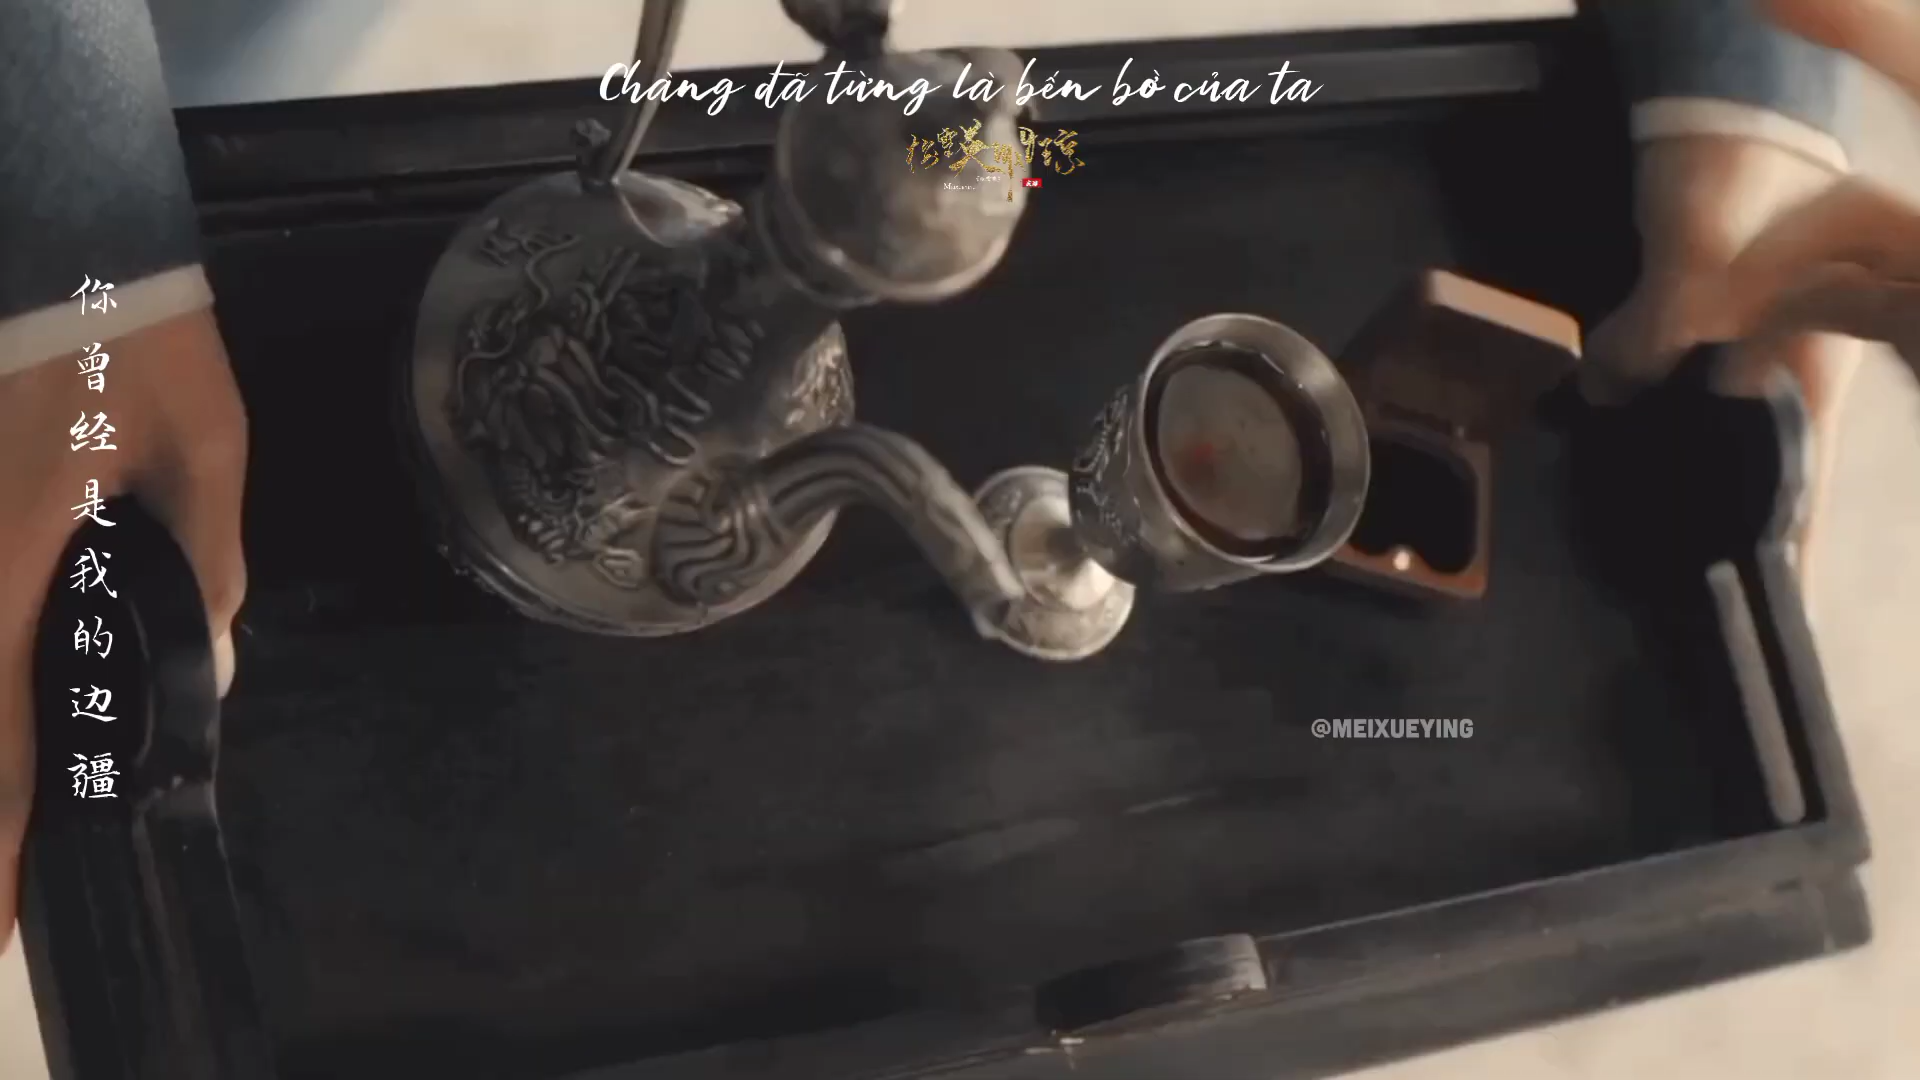 Chàng đã từng là bến bờ của ta
你曾经是我的边疆
@MEIXUEYING